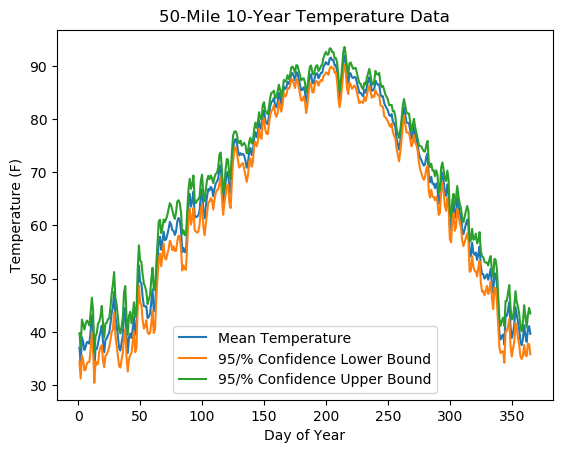 50-Mile 10-Year Temperature Data
Temperature (F)
90
80
70
60
50
40
30
Mean Temperature
95/% Confidence Lower Bound
95/% Confidence Upper Bound
0 50 100 150 200 250 300 350
Day of Year